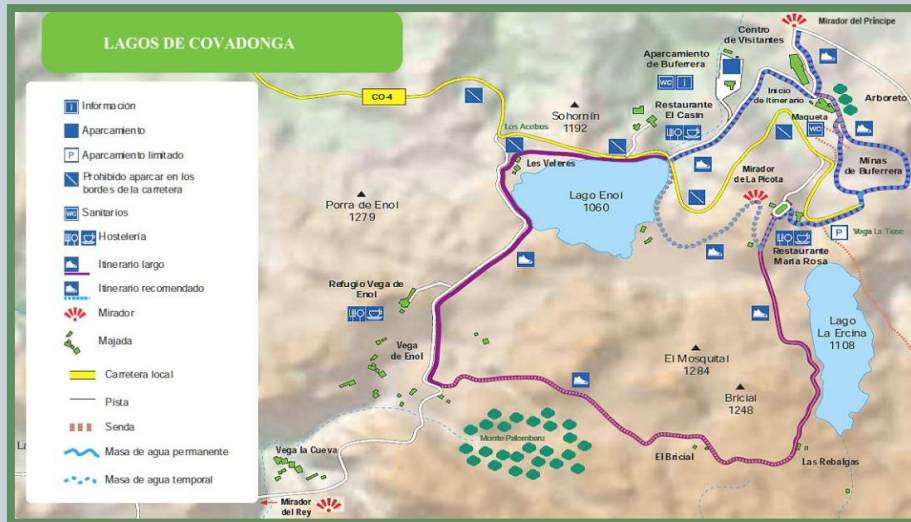 LAGOS DE COVADONGA
i Información
Aparcamiento
P Aparcamiento limitado
Prohibido aparcar en los
bordes de la carretera
WC Sanitarios
Hostelería
Itinerario largo
Itinerario recomendado
Mirador
Majada
Carretera local
Pista
Senda
Masa de agua permanente
Masa de agua temporal
CO-4
Los Acebos
Sohornín
1192
Aparcamiento
de Buferrera
WC i
Centro
de Visitantes
Mirador del Príncipe
Restaurante
El Casín
Inicio
de Itinerario
Arboreto
Maqueta
WC
Minas
de Buferrera
Les Veleres
Lago Enol
1060
Mirador
de La Picota
Porra de Enol
1279
P
Vega La Tiese
Restaurante
María Rosa
Refugio Vega de
Enol
Vega
de Enol
Lago
La Ercina
1108
El Mosquital
1284
Bricial
1248
Monte Palomberu
El Bricial
Las Rebalgas
Vega la Cueva
Mirador
del Rey
La